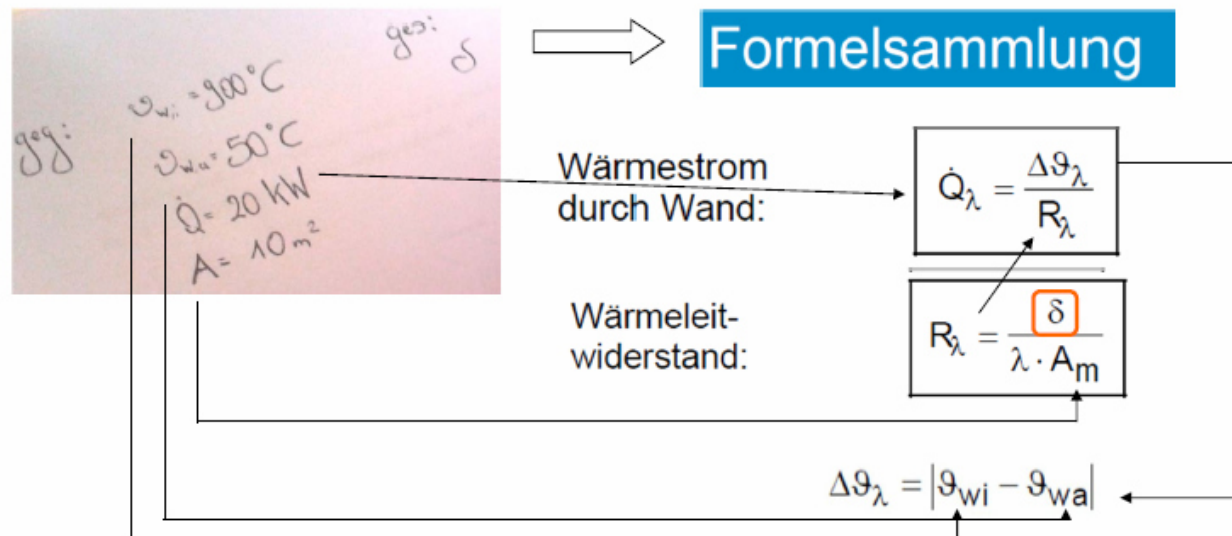 geg:
ges:
δ
ϑwi = 900°C
ϑwa = 50°C
Q̇ = 20 kW
A = 10 m²
Formelsammlung
Wärmestrom
durch Wand:
Q̇λ = Δϑλ / Rλ
Wärmeleit-
widerstand:
Rλ = δ / (λ · Am)
Δϑλ = |ϑwi − ϑwa|